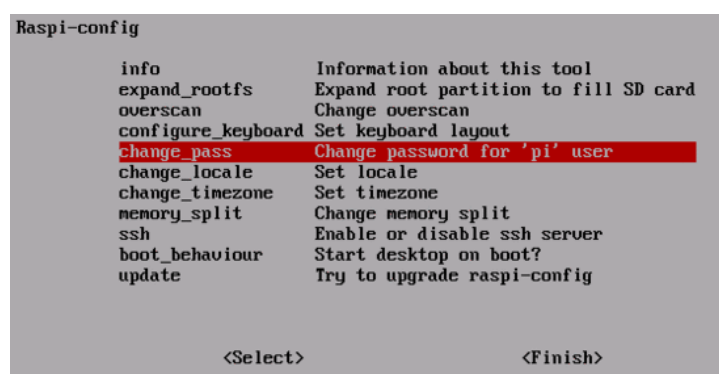 Raspi-config
info Information about this tool
expand_rootfs Expand root partition to fill SD card
overscan Change overscan
configure_keyboard Set keyboard layout
change_pass Change password for 'pi' user
change_locale Set locale
change_timezone Set timezone
memory_split Change memory split
ssh Enable or disable ssh server
boot_behaviour Start desktop on boot?
update Try to upgrade raspi-config
<Select> <Finish>